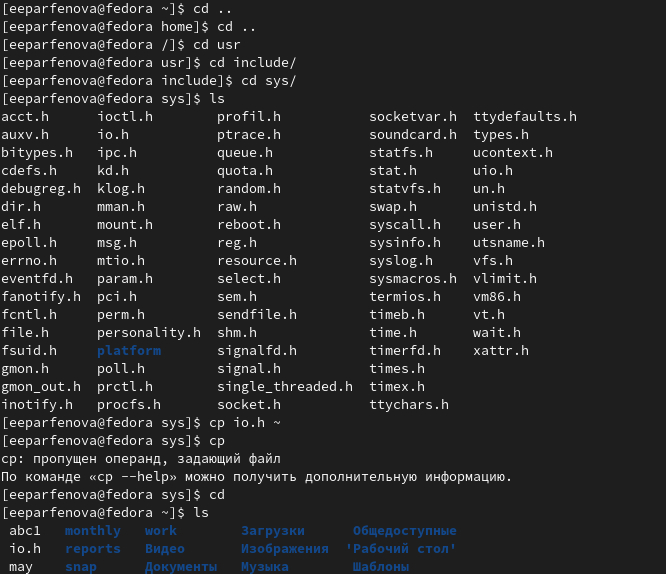 [eeparfenova@fedora ~]$ cd ..
[eeparfenova@fedora home]$ cd ..
[eeparfenova@fedora /]$ cd usr
[eeparfenova@fedora usr]$ cd include/
[eeparfenova@fedora include]$ cd sys/
[eeparfenova@fedora sys]$ ls
acct.h ioctl.h profil.h socketvar.h ttydefaults.h
auxv.h io.h ptrace.h soundcard.h types.h
bitypes.h ipc.h queue.h statfs.h ucontext.h
cdefs.h kd.h quota.h stat.h uio.h
debugreg.h klog.h random.h statvfs.h un.h
dir.h mman.h raw.h swap.h unistd.h
elf.h mount.h reboot.h syscall.h user.h
epoll.h msg.h reg.h sysinfo.h utsname.h
errno.h mtio.h resource.h syslog.h vfs.h
eventfd.h param.h select.h sysmacros.h vlimit.h
fanotify.h pci.h sem.h termios.h vm86.h
fcntl.h perm.h sendfile.h timeb.h vt.h
file.h personality.h shm.h time.h wait.h
fsuid.h platform signalfd.h timerfd.h xattr.h
gmon.h poll.h signal.h times.h
gmon_out.h prctl.h single_threaded.h timex.h
inotify.h procfs.h socket.h ttychars.h
[eeparfenova@fedora sys]$ cp io.h ~
[eeparfenova@fedora sys]$ cp
cp: пропущен операнд, задающий файл
По команде «cp --help» можно получить дополнительную информацию.
[eeparfenova@fedora sys]$ cd
[eeparfenova@fedora ~]$ ls
abc1 monthly work Загрузки Общедоступные
io.h reports Видео Изображения 'Рабочий стол'
may snap Документы Музыка Шаблоны